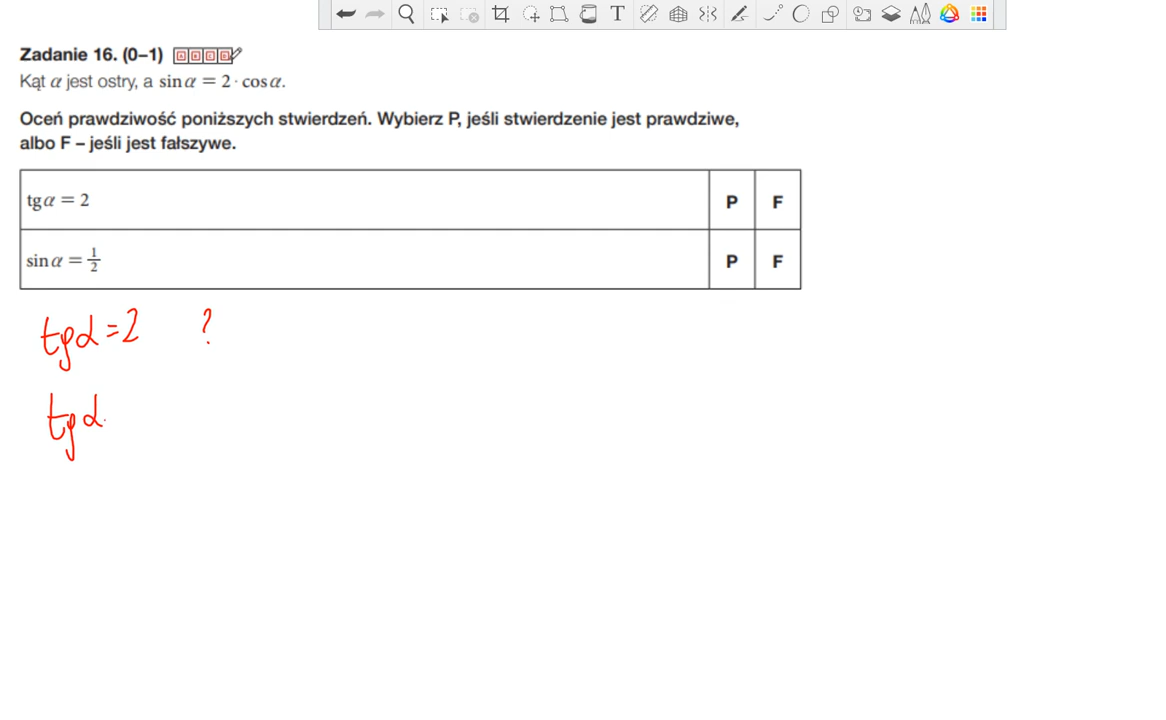 Zadanie 16. (0–1)
Kąt α jest ostry, a sin α = 2 · cos α.
Oceń prawdziwość poniższych stwierdzeń. Wybierz P, jeśli stwierdzenie jest prawdziwe,
albo F – jeśli jest fałszywe.
tg α = 2 P F
sin α = 1/2 P F
tgα = 2 ?
tgα